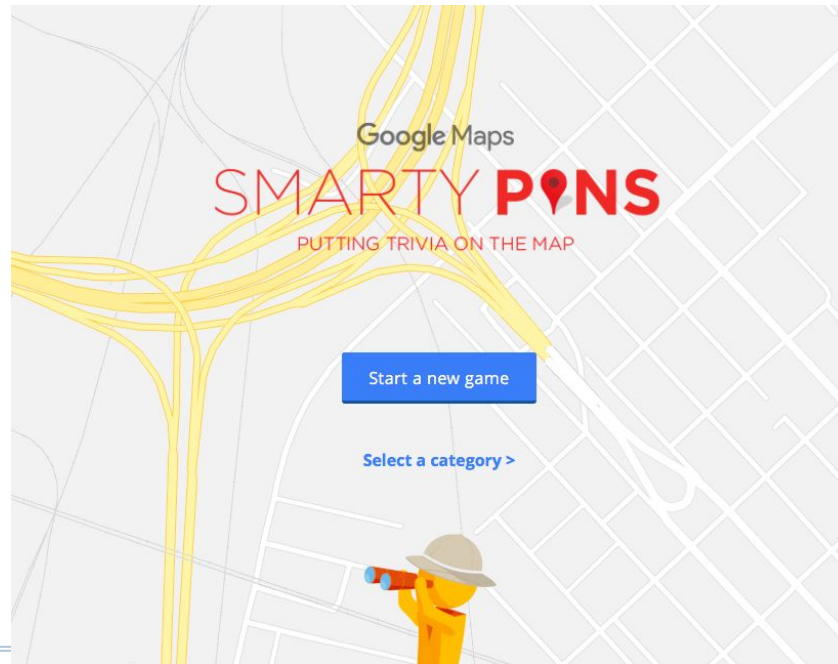 Google Maps
SMARTY PINS
PUTTING TRIVIA ON THE MAP
Start a new game
Select a category >